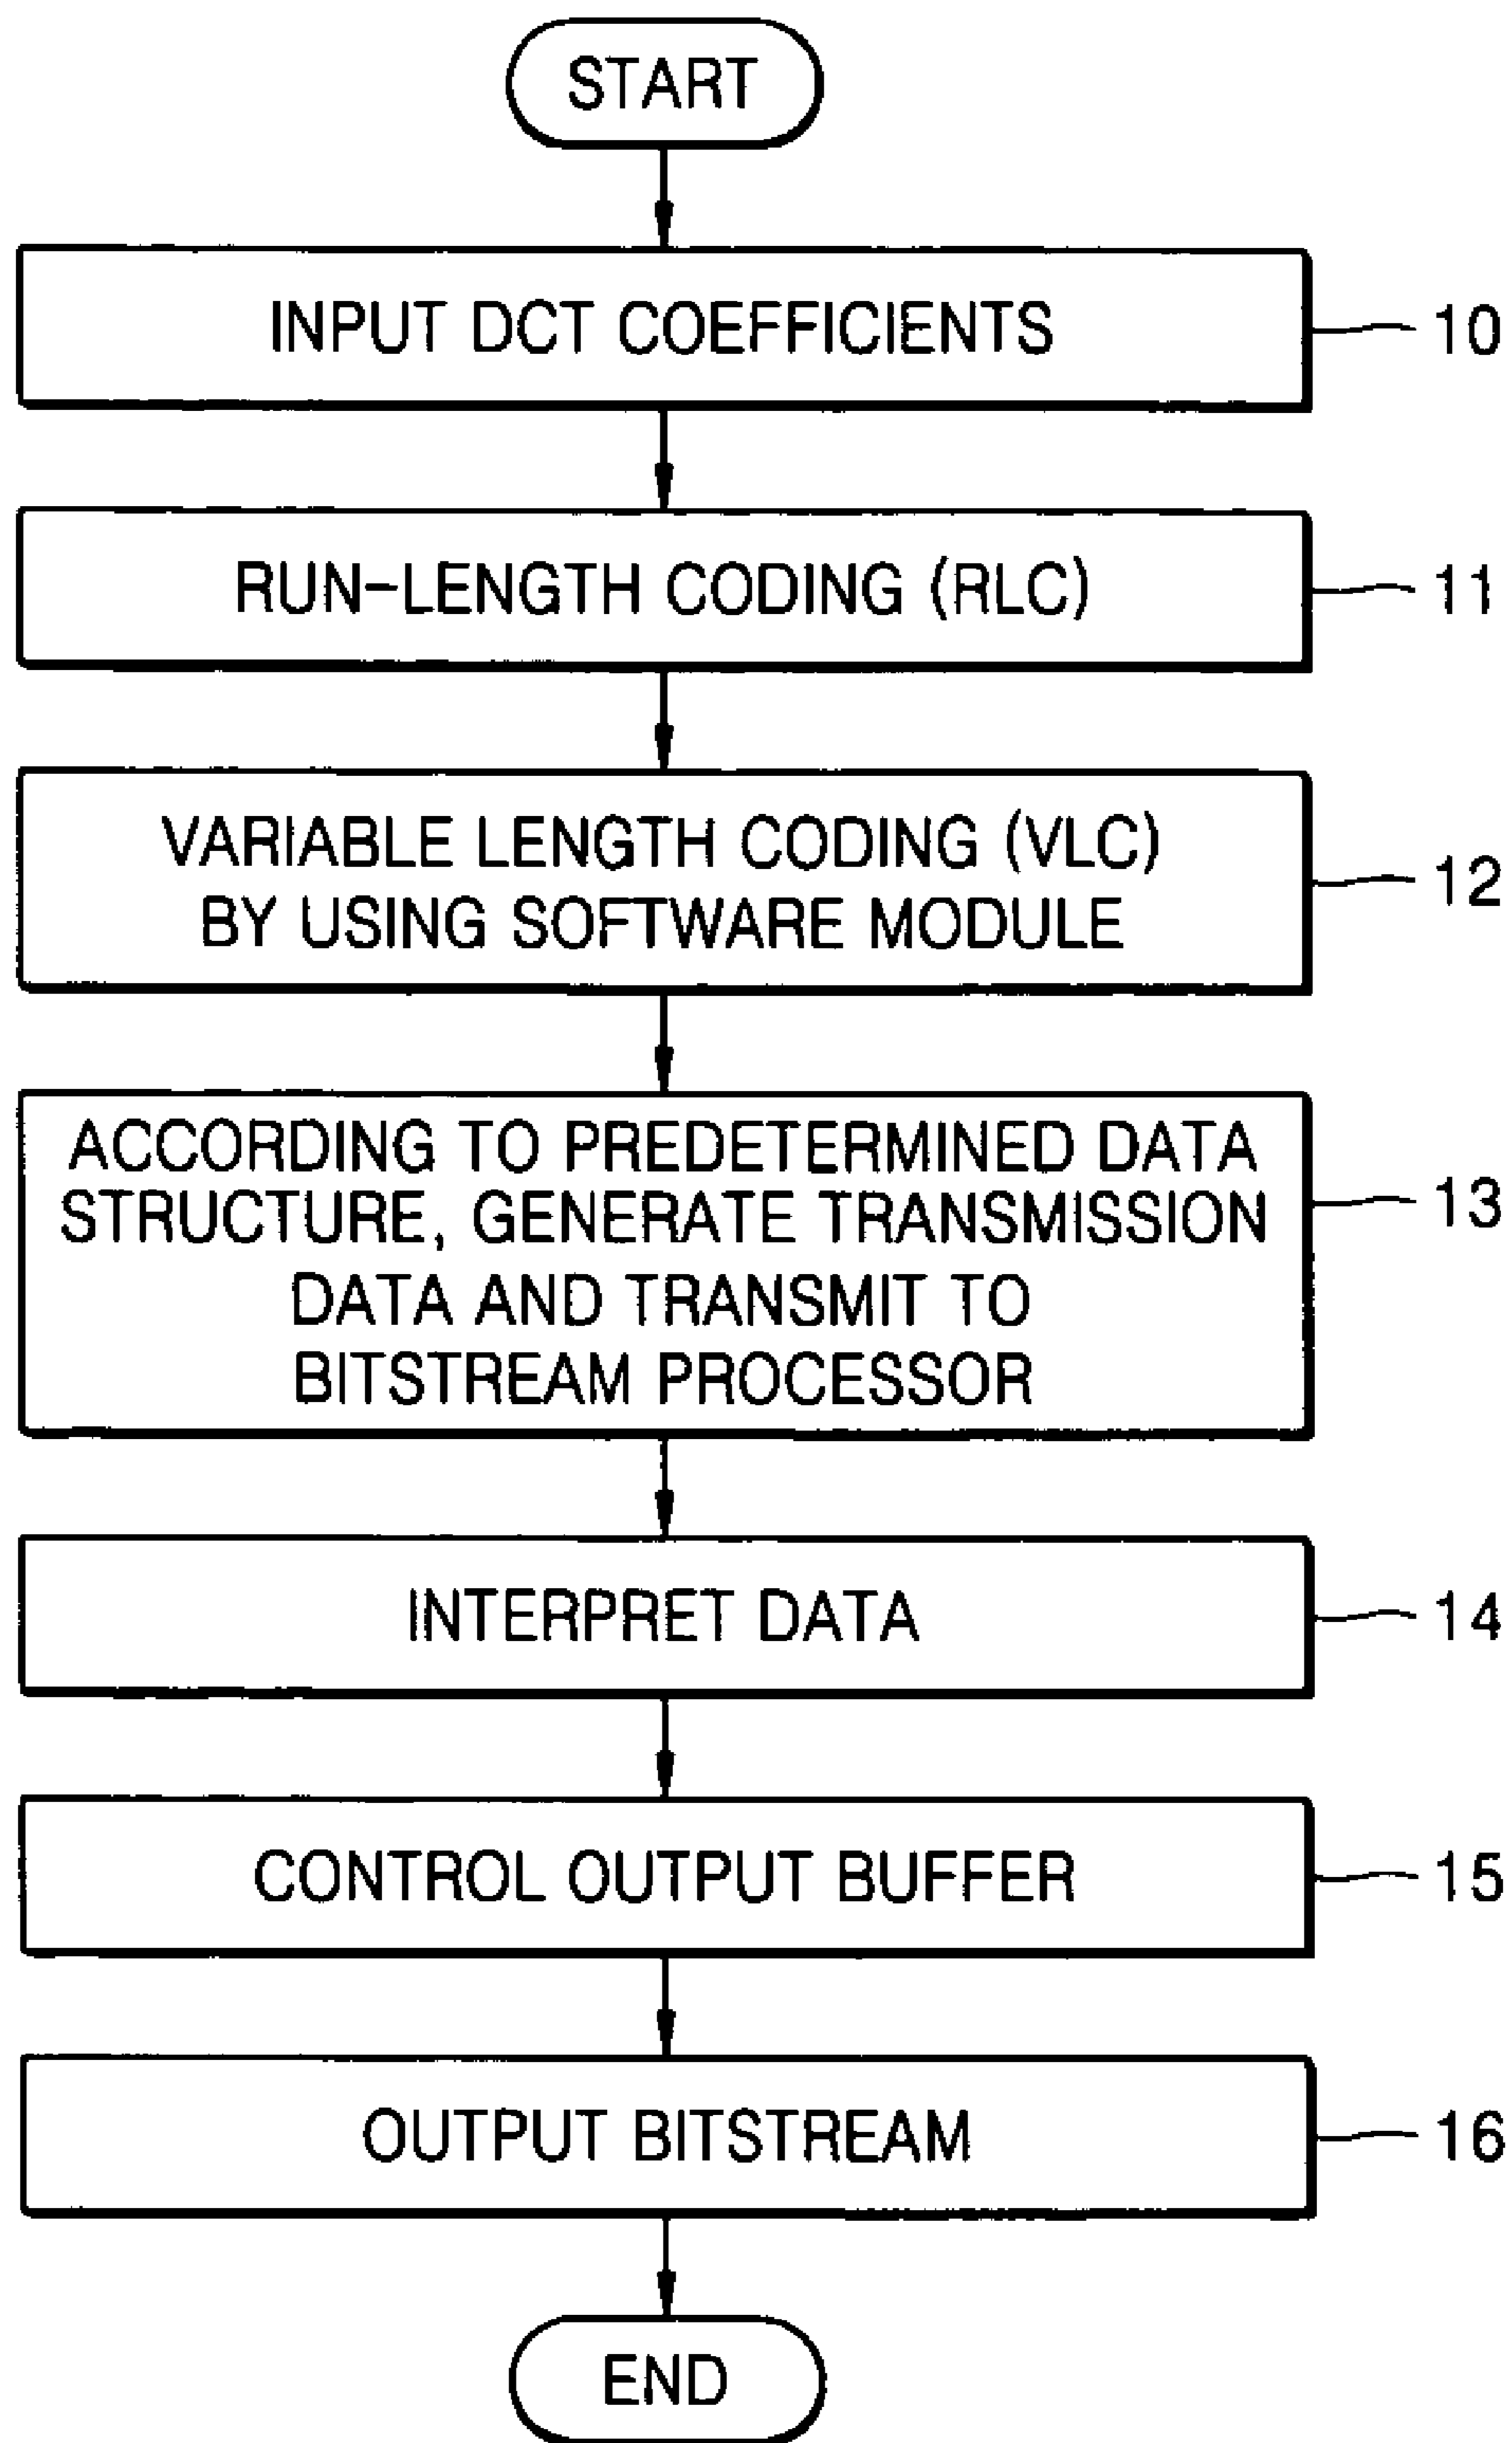 START
INPUT DCT COEFFICIENTS
10
RUN-LENGTH CODING (RLC)
11
VARIABLE LENGTH CODING (VLC)
BY USING SOFTWARE MODULE
12
ACCORDING TO PREDETERMINED DATA
STRUCTURE, GENERATE TRANSMISSION
DATA AND TRANSMIT TO
BITSTREAM PROCESSOR
13
INTERPRET DATA
14
CONTROL OUTPUT BUFFER
15
OUTPUT BITSTREAM
16
END